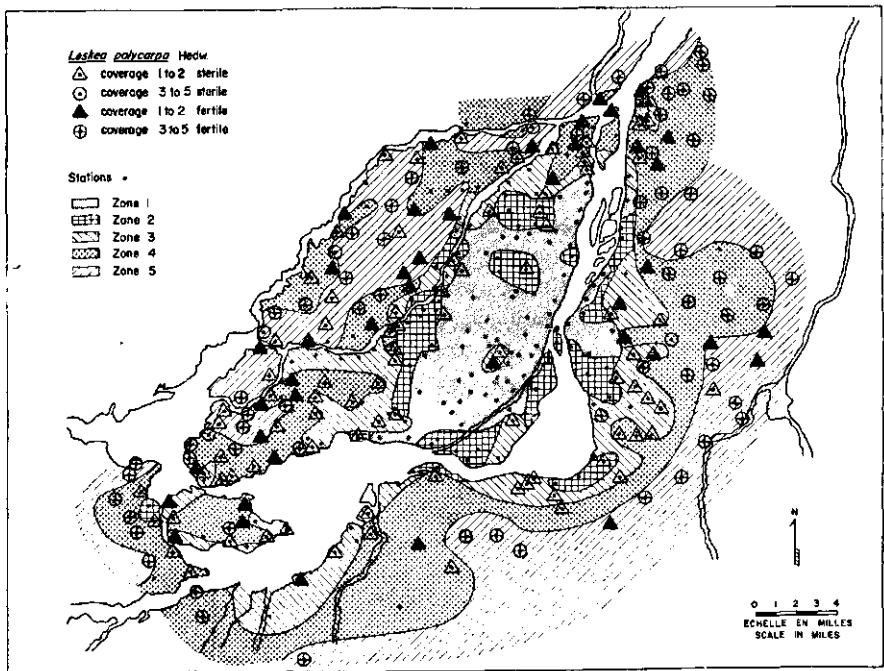 Leskea polycarpa Hedw.
coverage 1 to 2 sterile
coverage 3 to 5 sterile
coverage 1 to 2 fertile
coverage 3 to 5 fertile
Stations
Zone 1
Zone 2
Zone 3
Zone 4
Zone 5
N
0 1 2 3 4
ECHELLE EN MILLES
SCALE IN MILES